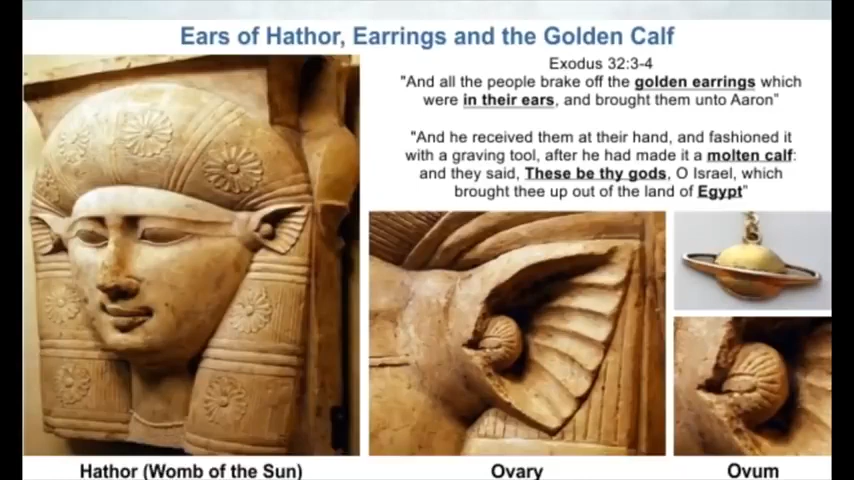 Ears of Hathor, Earrings and the Golden Calf
Exodus 32:3-4
"And all the people brake off the golden earrings which
were in their ears, and brought them unto Aaron"
"And he received them at their hand, and fashioned it
with a graving tool, after he had made it a molten calf:
and they said, These be thy gods, O Israel, which
brought thee up out of the land of Egypt"
Hathor (Womb of the Sun)
Ovary
Ovum